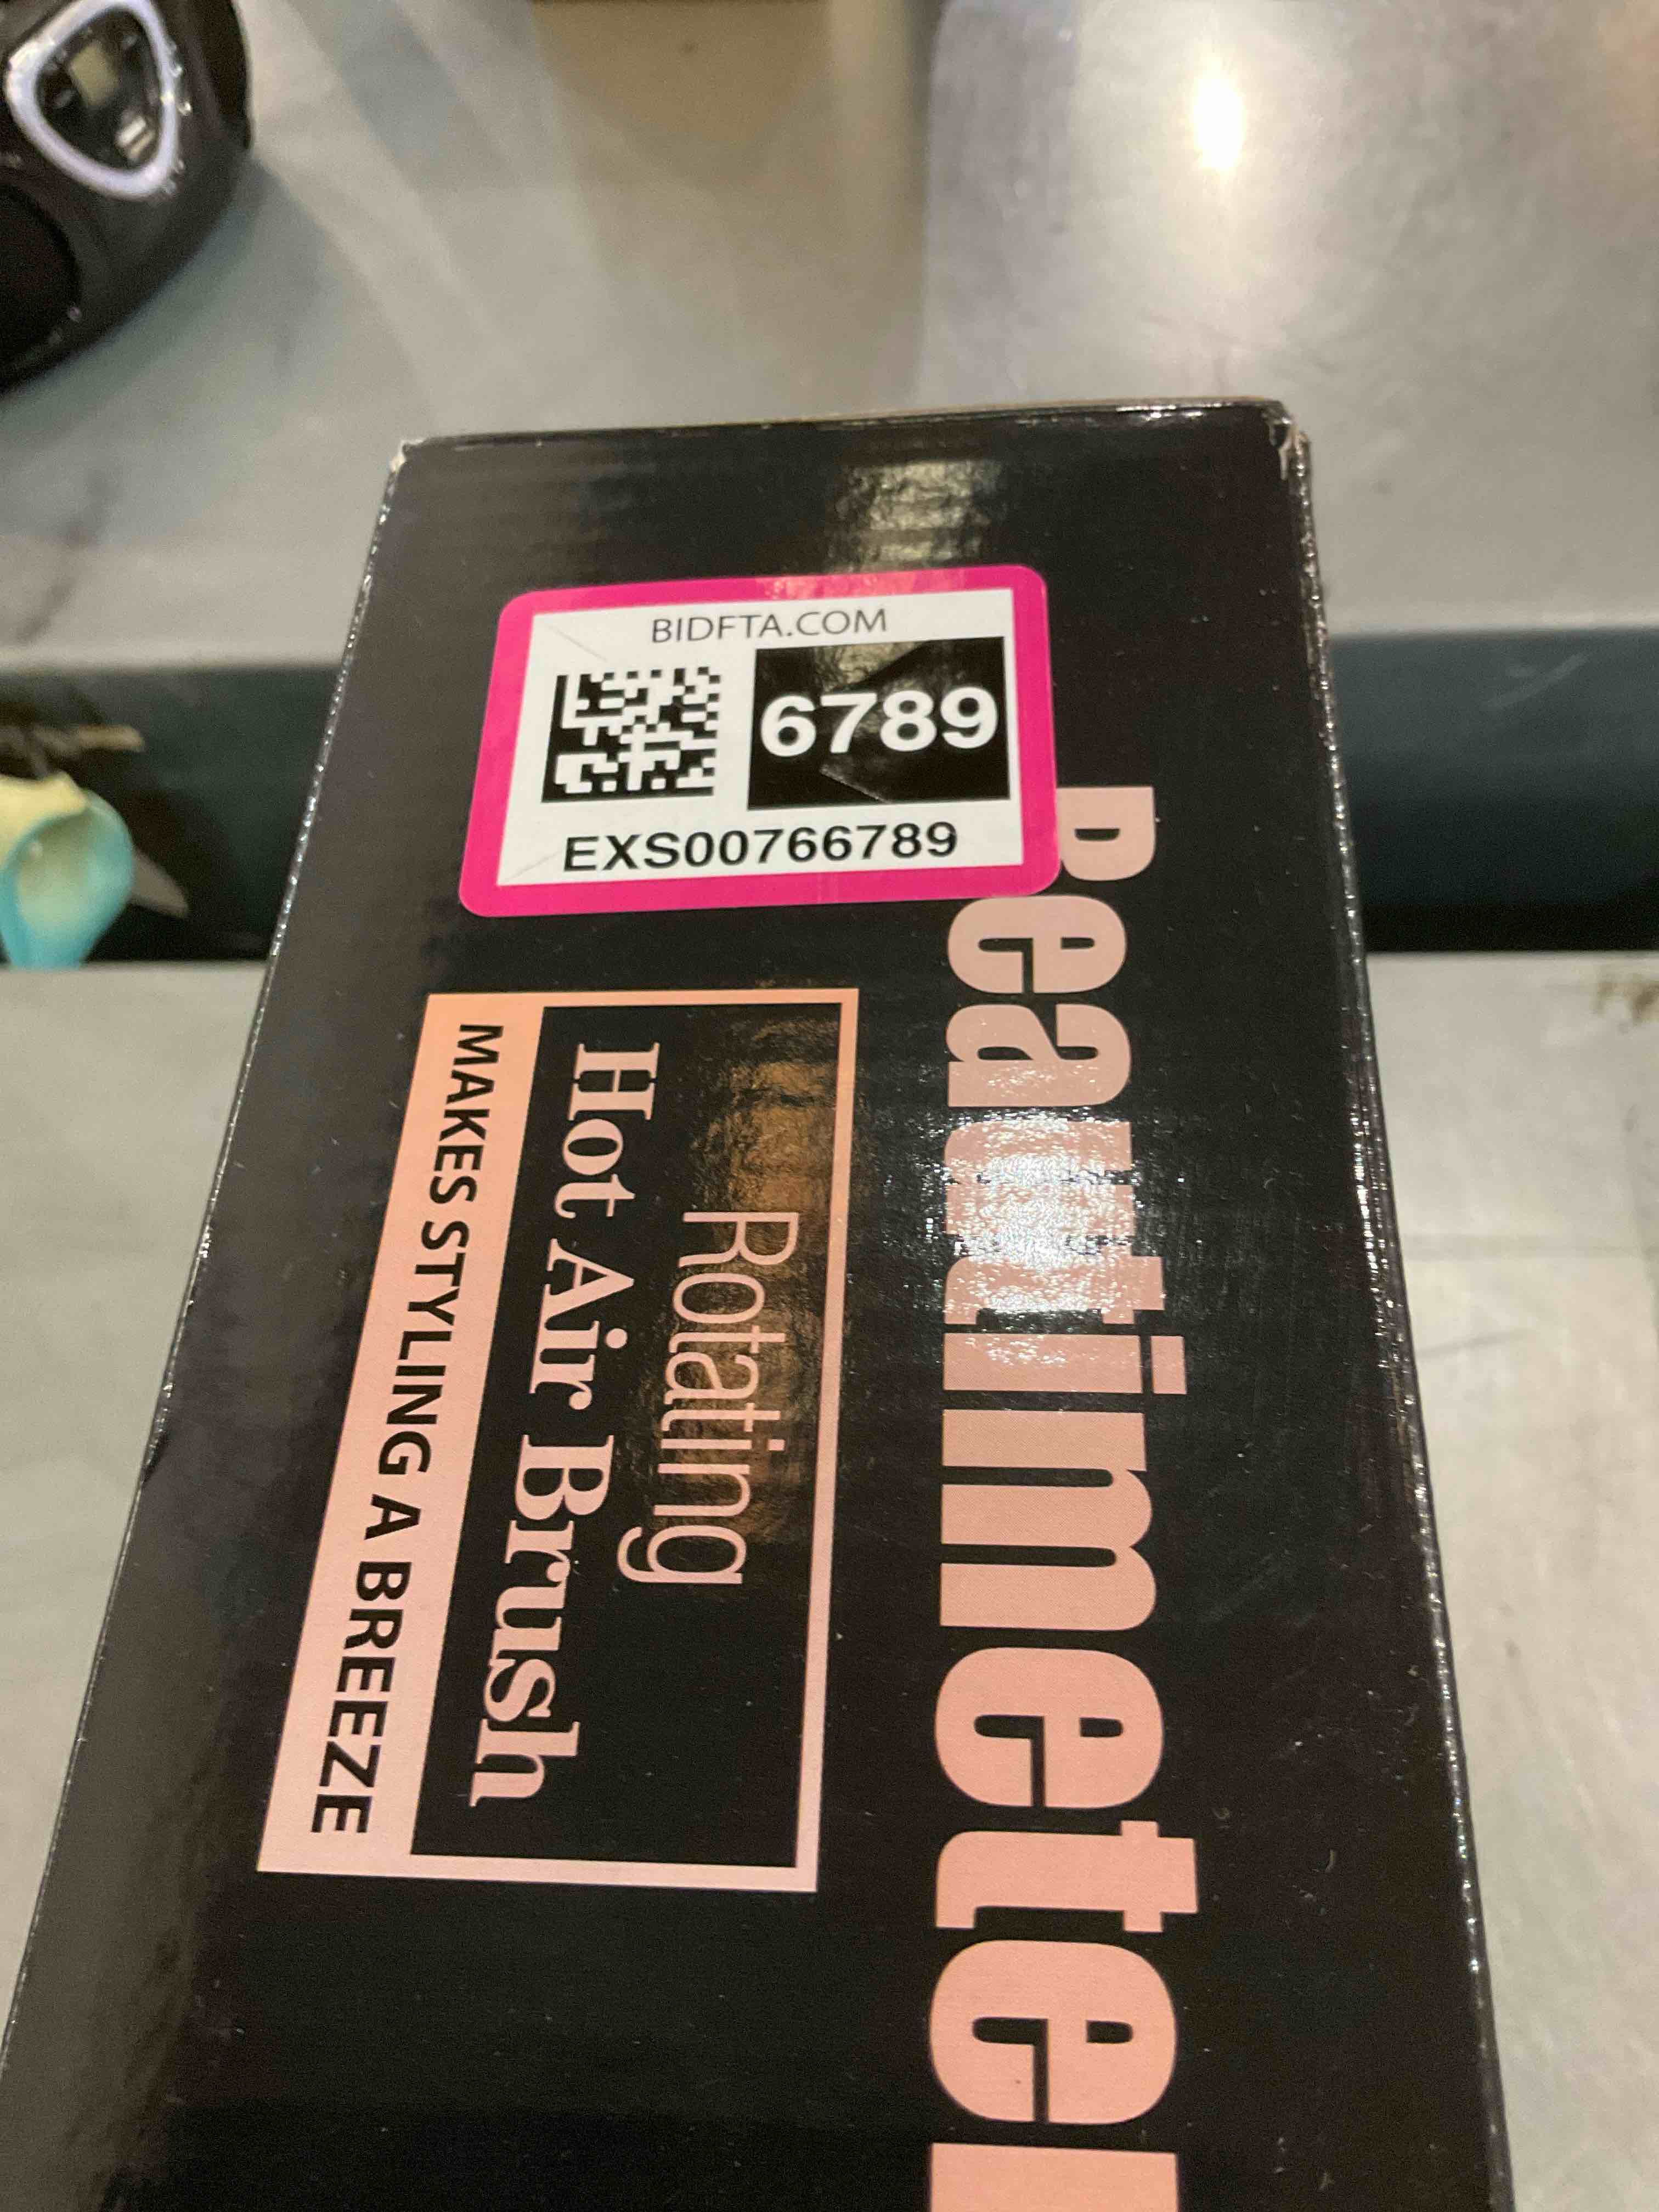 BIDFTA.COM
6789
EXS00766789
Beautimeter
Rotating
Hot Air Brush
MAKES STYLING A BREEZE